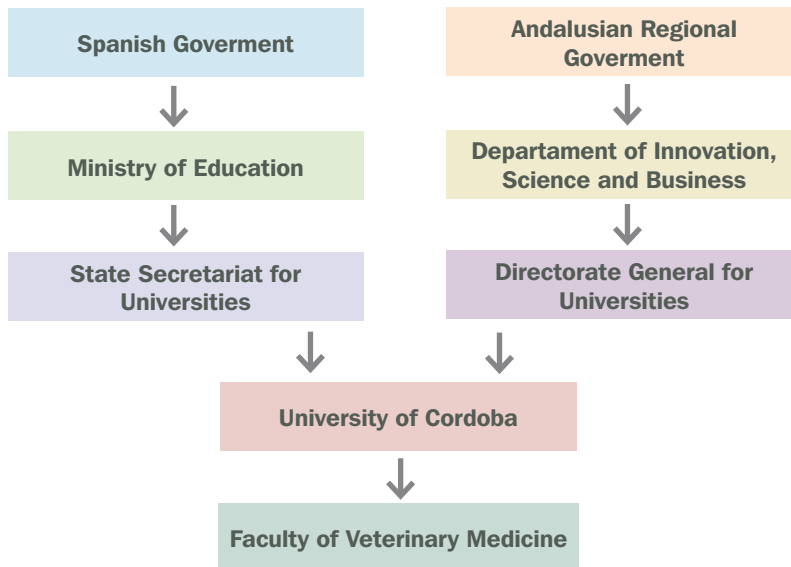 Spanish Goverment
Andalusian Regional
Goverment
Ministry of Education
Departament of Innovation,
Science and Business
State Secretariat for
Universities
Directorate General for
Universities
University of Cordoba
Faculty of Veterinary Medicine